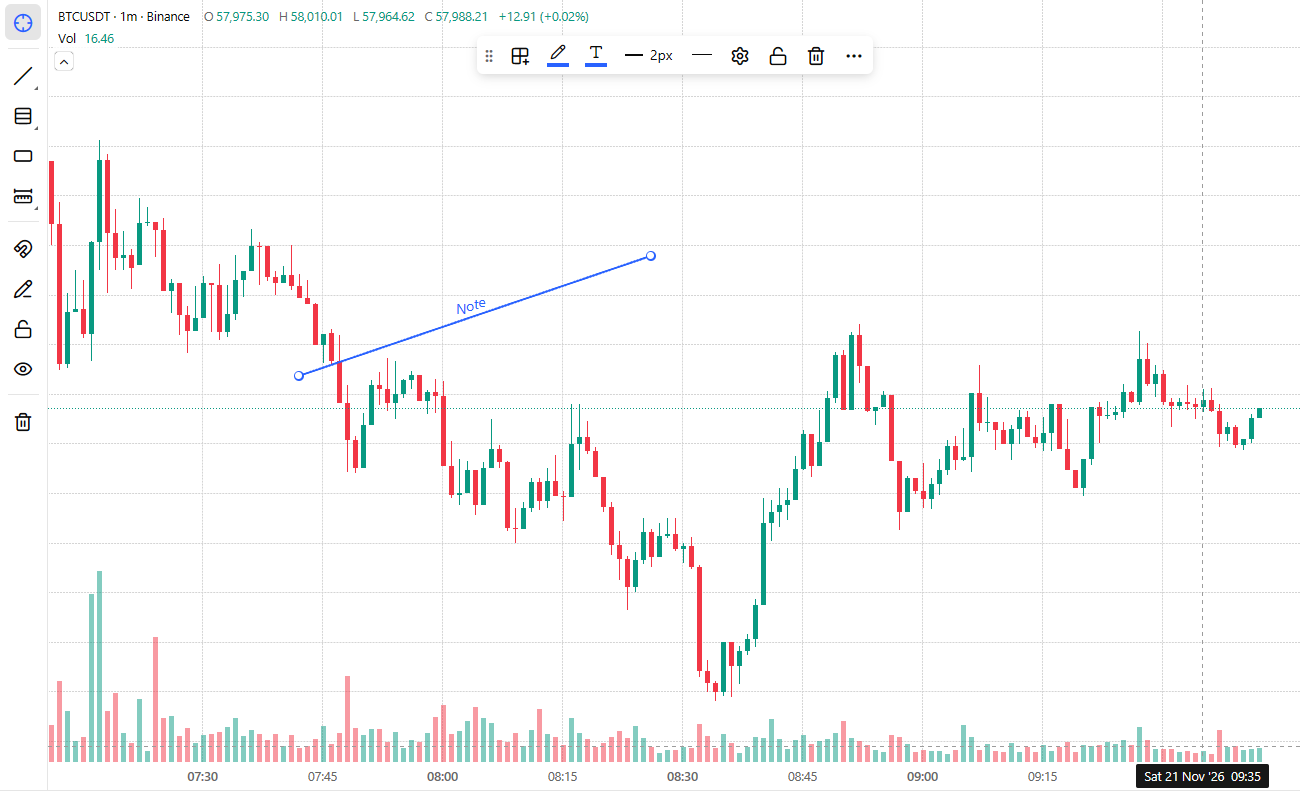 BTCUSDT · 1m · Binance O 57,975.30 H 58,010.01 L 57,964.62 C 57,988.21 +12.91 (+0.02%)
Vol 16.46
T 2px
Note
07:30 07:45 08:00 08:15 08:30 08:45 09:00 09:15 Sat 21 Nov '26 09:35